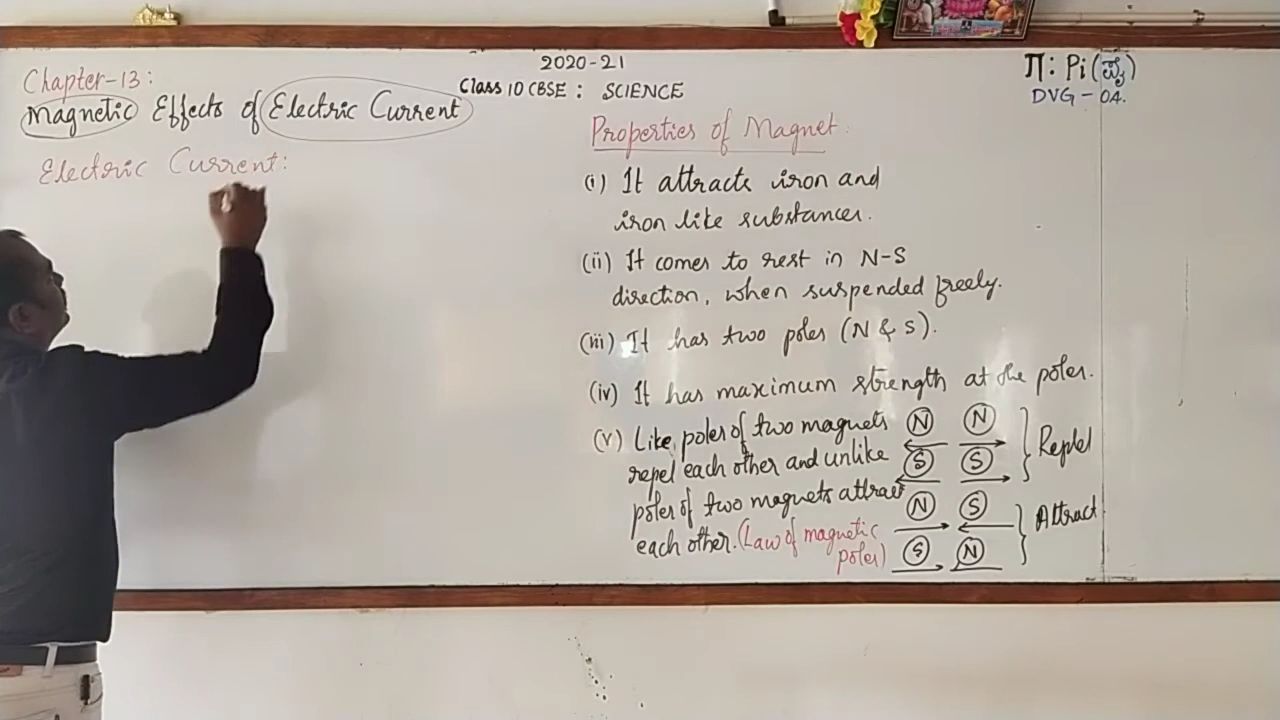 2020-21
Class 10 CBSE : SCIENCE
Π: Pi(
DVG - 04.
Chapter-13:
Magnetic Effects of Electric Current
Electric Current:
Properties of Magnet:
(i) It attracts iron and
iron like substances.
(ii) It comes to rest in N-S
direction, when suspended freely.
(iii) It has two poles (N & S).
(iv) It has maximum strength at the poles.
(v) Like poles of two magnets
repel each other and unlike
poles of two magnets attract
each other. (Law of magnetic
poles)
N N
S S
Replel
N S
S N
Attract